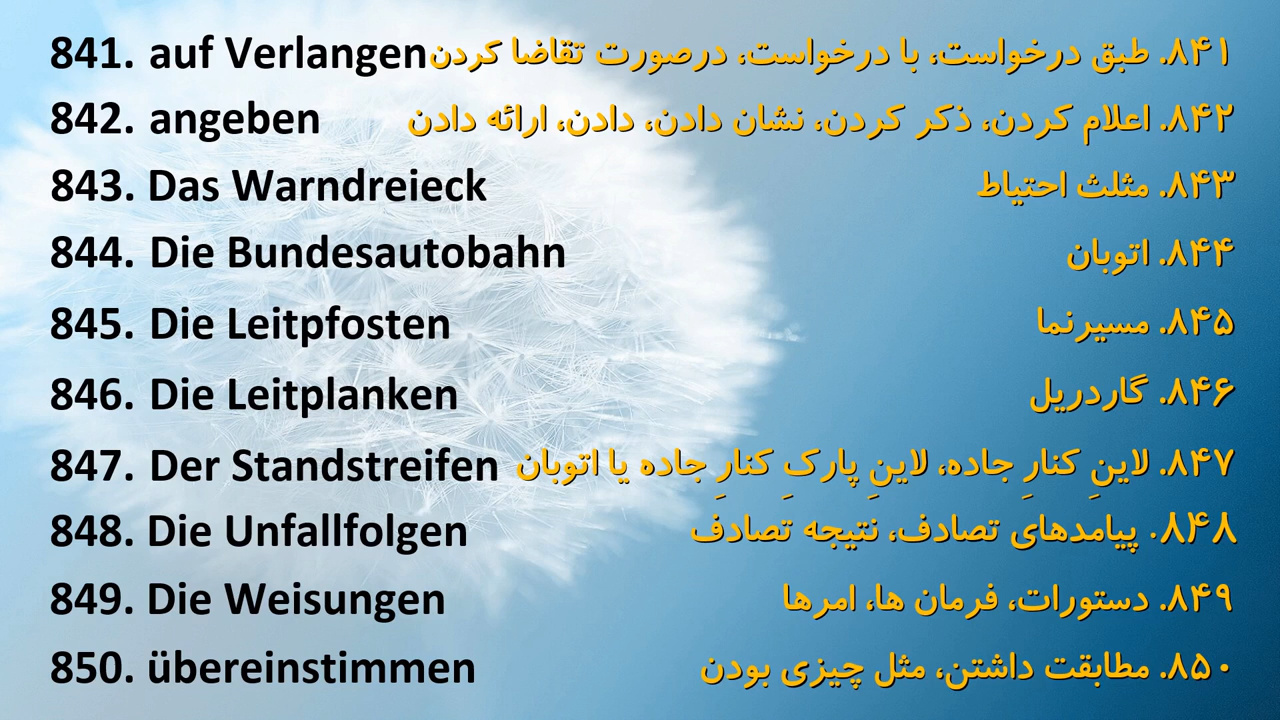 841. auf Verlangen ۸۴۱. طبق درخواست، با درخواست، درصورت تقاضا کردن
842. angeben ۸۴۲. اعلام کردن، ذکر کردن، نشان دادن، دادن، ارائه دادن
843. Das Warndreieck ۸۴۳. مثلث احتیاط
844. Die Bundesautobahn ۸۴۴. اتوبان
845. Die Leitpfosten ۸۴۵. مسیرنما
846. Die Leitplanken ۸۴۶. گاردریل
847. Der Standstreifen ۸۴۷. لاینِ کنارِ جاده، لاینِ پارکِ کنارِ جاده یا اتوبان
848. Die Unfallfolgen ۸۴۸. پیامدهای تصادف، نتیجه تصادف
849. Die Weisungen ۸۴۹. دستورات، فرمان ها، امرها
850. übereinstimmen ۸۵۰. مطابقت داشتن، مثل چیزی بودن